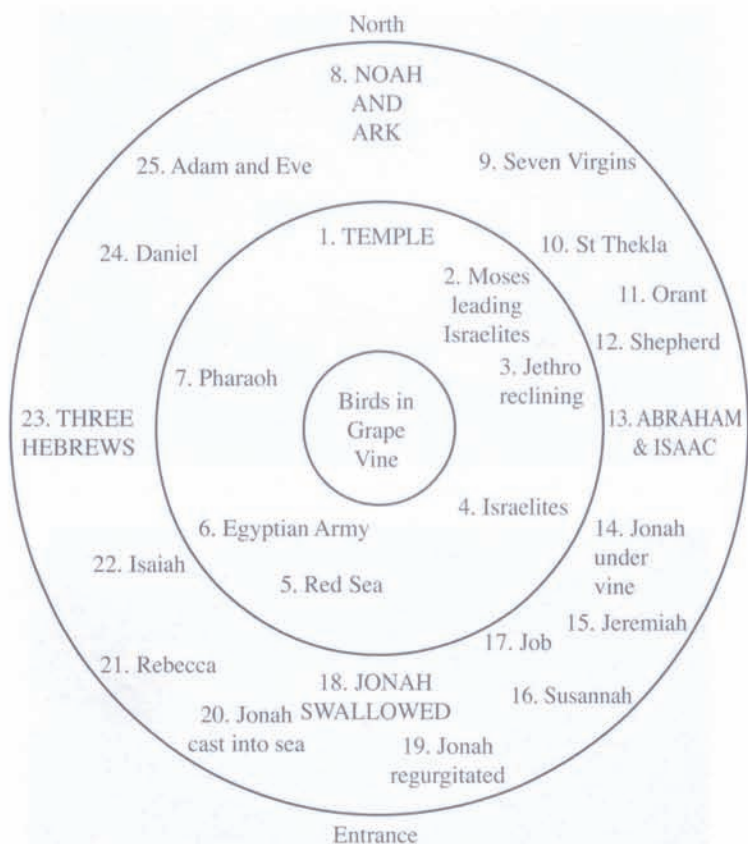 North
8. NOAH
AND
ARK
25. Adam and Eve
9. Seven Virgins
1. TEMPLE
24. Daniel
10. St Thekla
2. Moses
leading
Israelites
11. Orant
12. Shepherd
3. Jethro
reclining
7. Pharaoh
Birds in
Grape
Vine
23. THREE
HEBREWS
13. ABRAHAM
& ISAAC
4. Israelites
6. Egyptian Army
14. Jonah
under
vine
22. Isaiah
5. Red Sea
15. Jeremiah
17. Job
21. Rebecca
18. JONAH
SWALLOWED
16. Susannah
20. Jonah
cast into sea
19. Jonah
regurgitated
Entrance